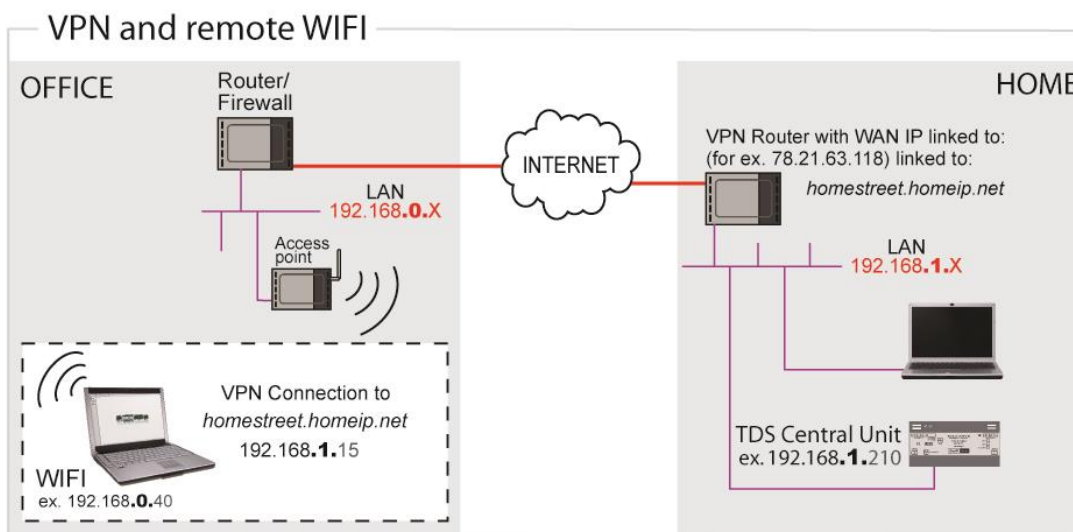 VPN and remote WIFI
OFFICE
Router/
Firewall
LAN
192.168.0.X
Access
point
VPN Connection to
homestreet.homeip.net
192.168.1.15
WIFI
ex. 192.168.0.40
INTERNET
HOME
VPN Router with WAN IP linked to:
(for ex. 78.21.63.118) linked to:
homestreet.homeip.net
LAN
192.168.1.X
TDS Central Unit
ex. 192.168.1.210